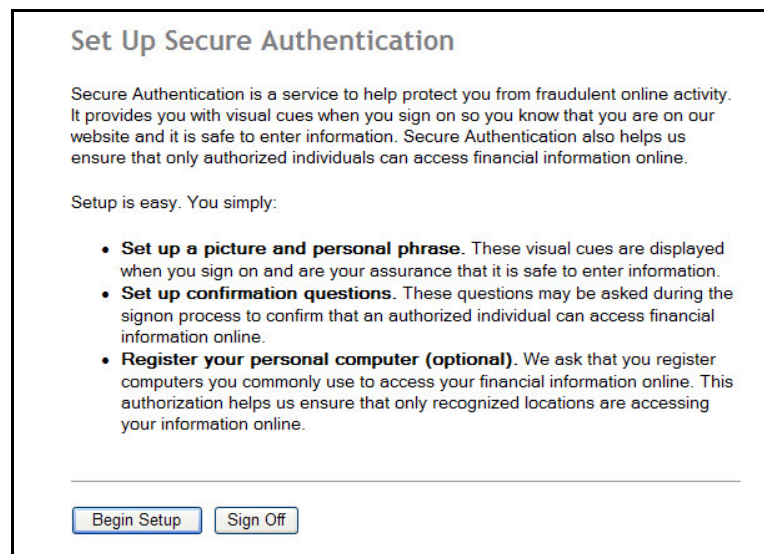 Set Up Secure Authentication
Secure Authentication is a service to help protect you from fraudulent online activity.
It provides you with visual cues when you sign on so you know that you are on our
website and it is safe to enter information. Secure Authentication also helps us
ensure that only authorized individuals can access financial information online.
Setup is easy. You simply:
• Set up a picture and personal phrase. These visual cues are displayed
when you sign on and are your assurance that it is safe to enter information.
• Set up confirmation questions. These questions may be asked during the
signon process to confirm that an authorized individual can access financial
information online.
• Register your personal computer (optional). We ask that you register
computers you commonly use to access your financial information online. This
authorization helps us ensure that only recognized locations are accessing
your information online.
Begin Setup Sign Off